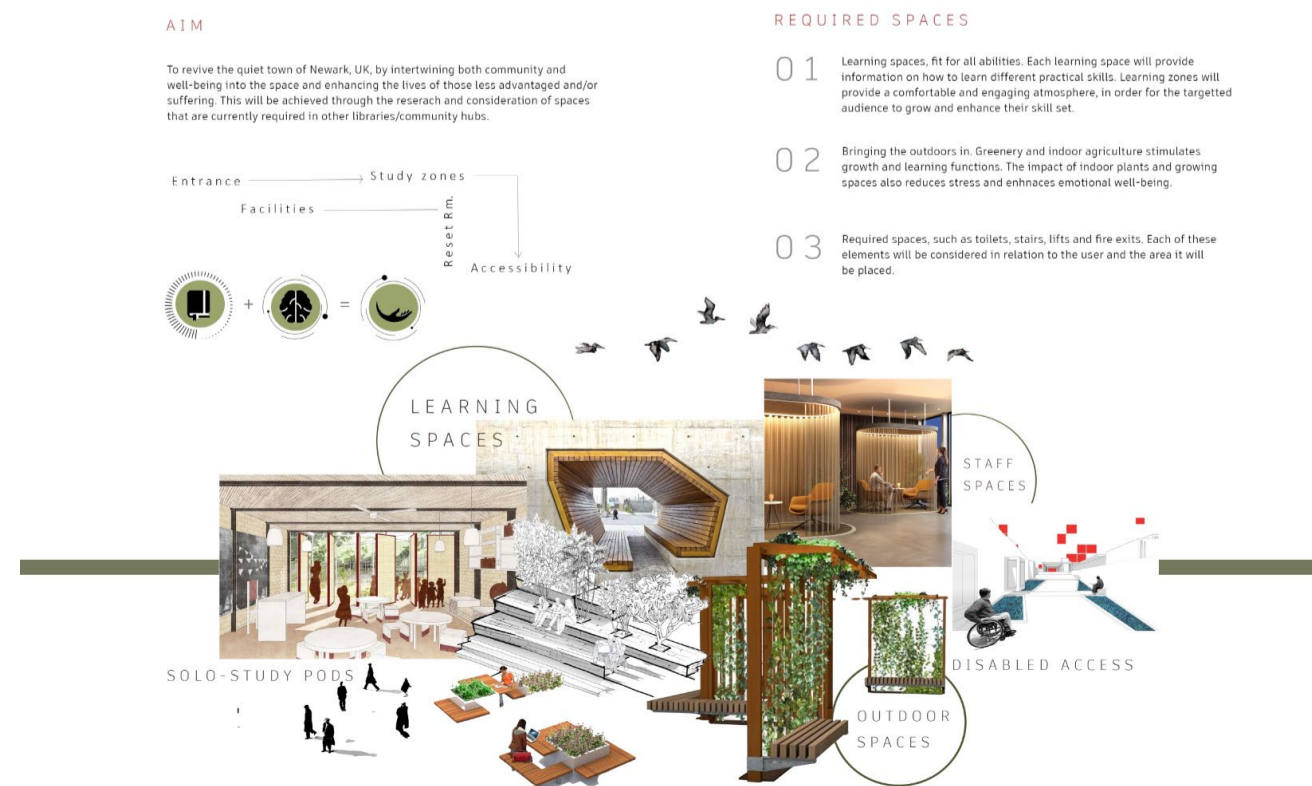 AIM
To revive the quiet town of Newark, UK, by intertwining both community and
well-being into the space and enhancing the lives of those less advantaged and/or
suffering. This will be achieved through the reserach and consideration of spaces
that are currently required in other libraries/community hubs.
Entrance
Study zones
Facilities
Reset Rm.
Accessibility
+
=
REQUIRED SPACES
01
Learning spaces, fit for all abilities. Each learning space will provide
information on how to learn different practical skills. Learning zones will
provide a comfortable and engaging atmosphere, in order for the targetted
audience to grow and enhance their skill set.
02
Bringing the outdoors in. Greenery and indoor agriculture stimulates
growth and learning functions. The impact of indoor plants and growing
spaces also reduces stress and enhnaces emotional well-being.
03
Required spaces, such as toilets, stairs, lifts and fire exits. Each of these
elements will be considered in relation to the user and the area it will
be placed.
LEARNING
SPACES
STAFF
SPACES
SOLO-STUDY PODS
DISABLED ACCESS
OUTDOOR
SPACES